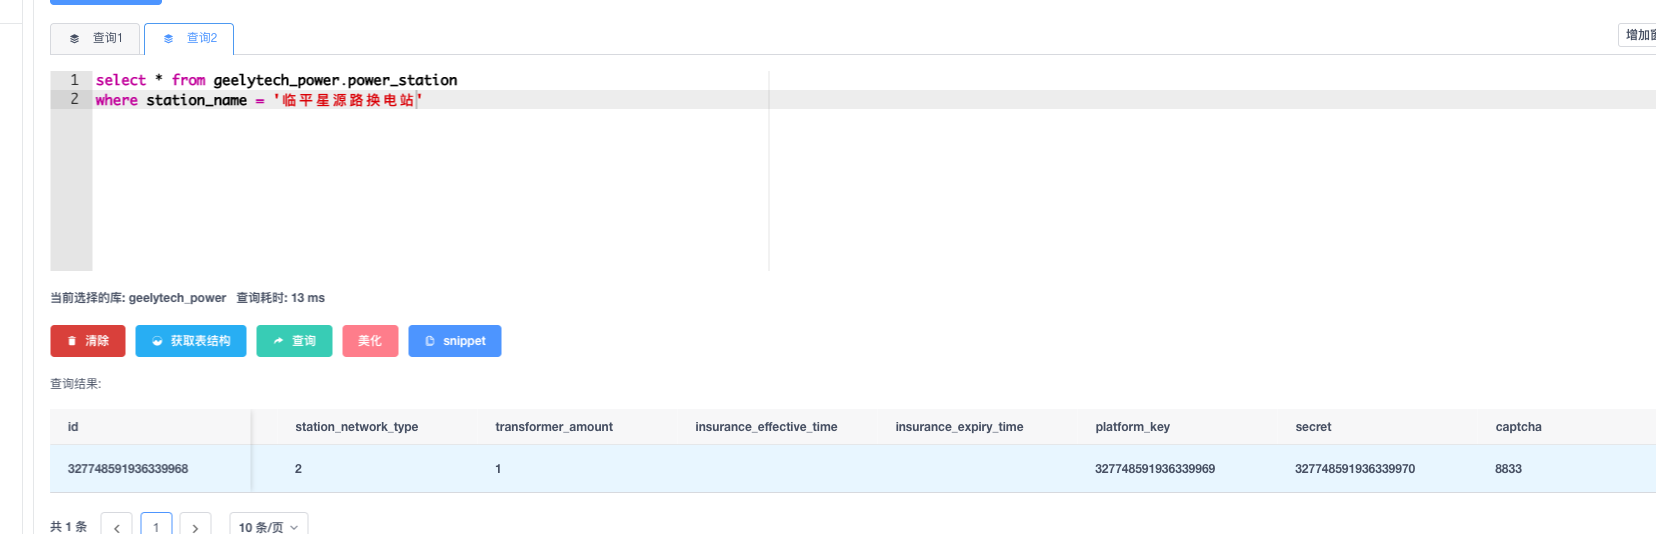 查询1 查询2
增加
1 select * from geelytech_power.power_station
2 where station_name = '临平星源路换电站'
当前选择的库: geelytech_power 查询耗时: 13 ms
清除 获取表结构 查询 美化 snippet
查询结果:
id station_network_type transformer_amount insurance_effective_time insurance_expiry_time platform_key secret captcha
327748591936339968 2 1 327748591936339969 327748591936339970 8833
共 1 条 1 10 条/页